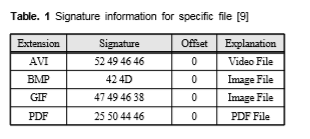 Table. 1 Signature information for specific file [9]
Extension Signature Offset Explanation
AVI 52 49 46 46 0 Video File
BMP 42 4D 0 Image File
GIF 47 49 46 38 0 Image File
PDF 25 50 44 46 0 PDF File